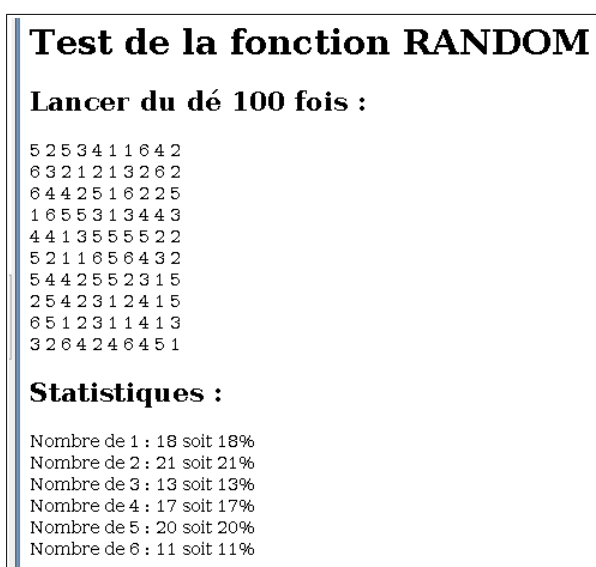 Test de la fonction RANDOM
Lancer du dé 100 fois :
5 2 5 3 4 1 1 6 4 2
6 3 2 1 2 1 3 2 6 2
6 4 4 2 5 1 6 2 2 5
1 6 5 5 3 1 3 4 4 3
4 4 1 3 5 5 5 5 2 2
5 2 1 1 6 5 6 4 3 2
5 4 4 2 5 5 2 3 1 5
2 5 4 2 3 1 2 4 1 5
6 5 1 2 3 1 1 4 1 3
3 2 6 4 2 4 6 4 5 1
Statistiques :
Nombre de 1 : 18 soit 18%
Nombre de 2 : 21 soit 21%
Nombre de 3 : 13 soit 13%
Nombre de 4 : 17 soit 17%
Nombre de 5 : 20 soit 20%
Nombre de 6 : 11 soit 11%